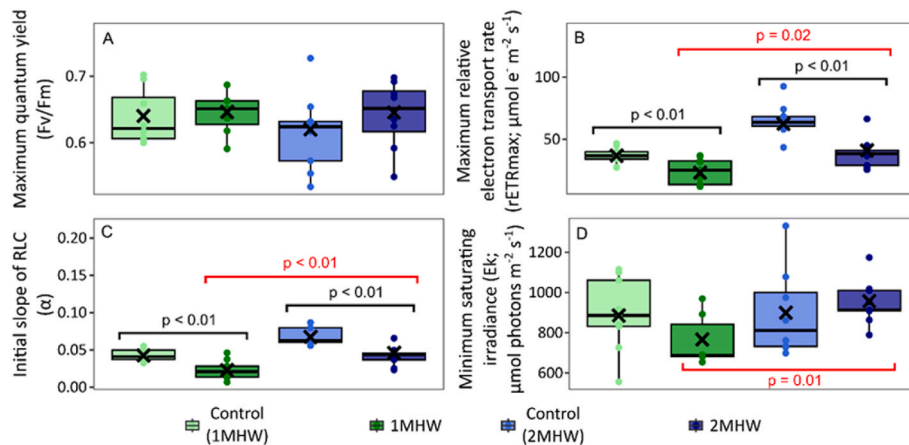 A
Maximum quantum yield
(Fv/Fm)
0.7
0.6
B
Maximum relative
electron transport rate
(rETRmax; µmol e⁻ m⁻² s⁻¹)
100
50
p = 0.02
p < 0.01
p < 0.01
C
Initial slope of RLC
(α)
0.20
0.15
0.10
0.05
0.00
p < 0.01
p < 0.01
p < 0.01
D
Minimum saturating
irradiance (Ek;
µmol photons m⁻² s⁻¹)
1200
1000
800
600
p = 0.01
Control
(1MHW)
1MHW
Control
(2MHW)
2MHW